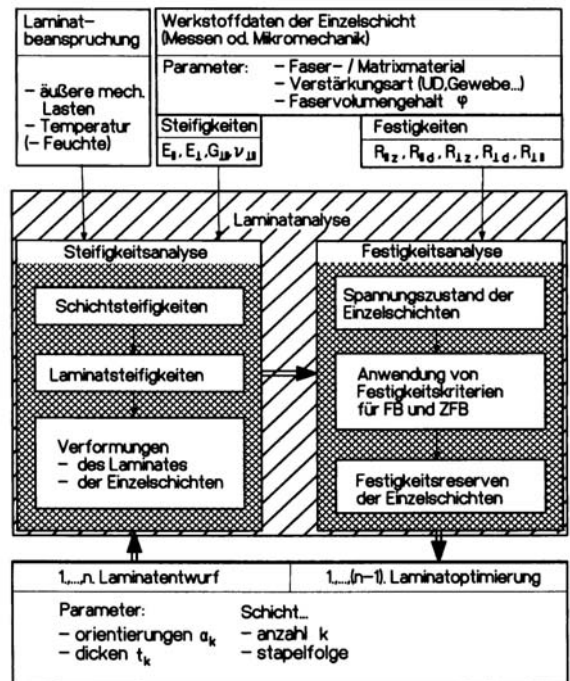 Laminat-
beanspruchung
- äußere mech.
Lasten
- Temperatur
(- Feuchte)
Werkstoffdaten der Einzelschicht
(Messen od. Mikromechanik)
Parameter: - Faser- / Matrixmaterial
- Verstärkungsart (UD,Gewebe...)
- Faservolumengehalt φ
Steifigkeiten
E∥, E⊥, G⊥∥, ν⊥∥
Festigkeiten
R∥z, R∥d, R⊥z, R⊥d, R⊥∥
Laminatanalyse
Steifigkeitsanalyse
Schichtsteifigkeiten
Laminatsteifigkeiten
Verformungen
- des Laminates
- der Einzelschichten
Festigkeitsanalyse
Spannungszustand der
Einzelschichten
Anwendung von
Festigkeitskriterien
für FB und ZFB
Festigkeitsreserven
der Einzelschichten
1.,...,n. Laminatentwurf
1.,...,(n-1). Laminatoptimierung
Parameter: Schicht...
- orientierungen αk - anzahl k
- dicken tk - stapelfolge